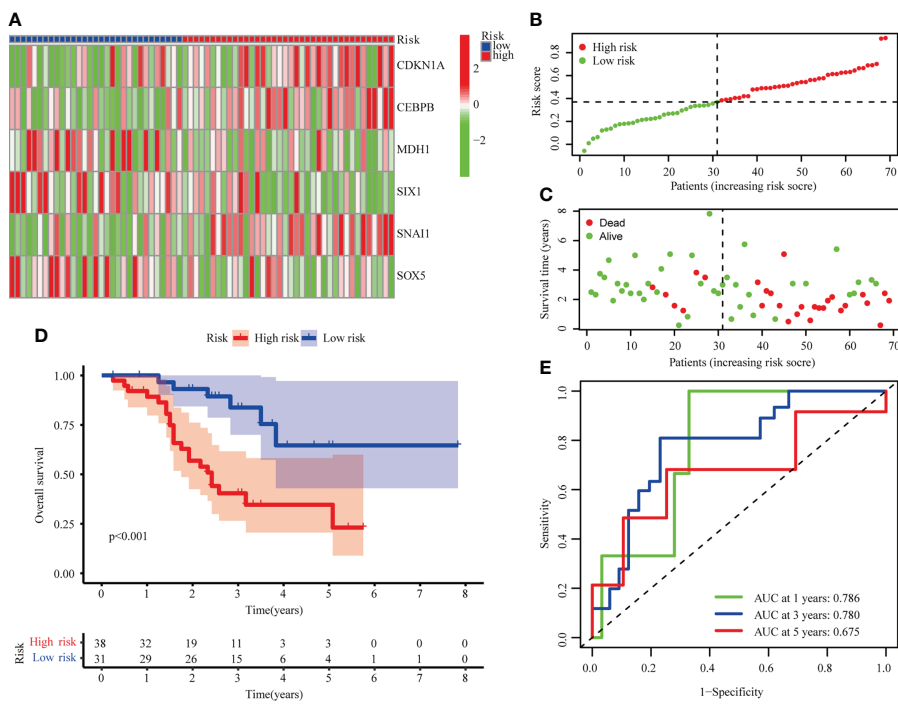 A
Risk
CDKN1A
CEBPB
MDH1
SIX1
SNAI1
SOX5
Risk
low
high
2
0
−2
B
High risk
Low risk
Risk score
0.0 0.2 0.4 0.6 0.8
0 10 20 30 40 50 60 70
Patients (increasing risk socre)
C
Dead
Alive
Survival time (years)
0 2 4 6 8
0 10 20 30 40 50 60 70
Patients (increasing risk socre)
D
Risk High risk Low risk
Overall survival
1.00
0.75
0.50
0.25
0.00
p<0.001
0 1 2 3 4 5 6 7 8
Time(years)
Risk
High risk 38 32 19 11 3 3 0 0 0
Low risk 31 29 26 15 6 4 1 1 0
0 1 2 3 4 5 6 7 8
Time(years)
E
Sensitivity
0.0 0.2 0.4 0.6 0.8 1.0
AUC at 1 years: 0.786
AUC at 3 years: 0.780
AUC at 5 years: 0.675
0.0 0.2 0.4 0.6 0.8 1.0
1−Specificity